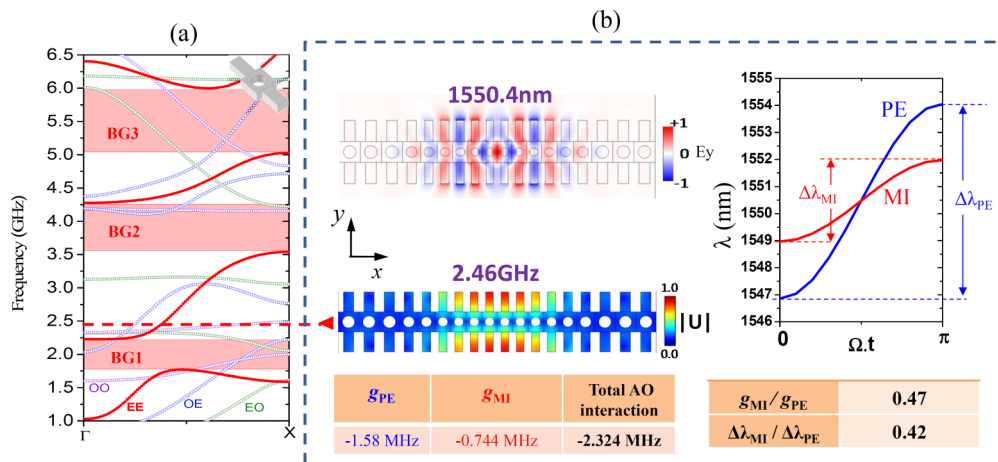 (a)
(b)
6.5
6.0
5.5
5.0
4.5
4.0
3.5
3.0
2.5
2.0
1.5
1.0
Frequency (GHz)
BG3
BG2
BG1
OO
EE
OE
EO
Γ
X
1550.4nm
+1
0
-1
Ey
y
x
2.46GHz
1.0
0.0
|U|
g_PE
g_MI
Total AO
interaction
-1.58 MHz
-0.744 MHz
-2.324 MHz
1555
1554
1553
1552
1551
1550
1549
1548
1547
1546
λ (nm)
PE
MI
Δλ_MI
Δλ_PE
0
Ω.t
π
g_MI / g_PE
0.47
Δλ_MI / Δλ_PE
0.42